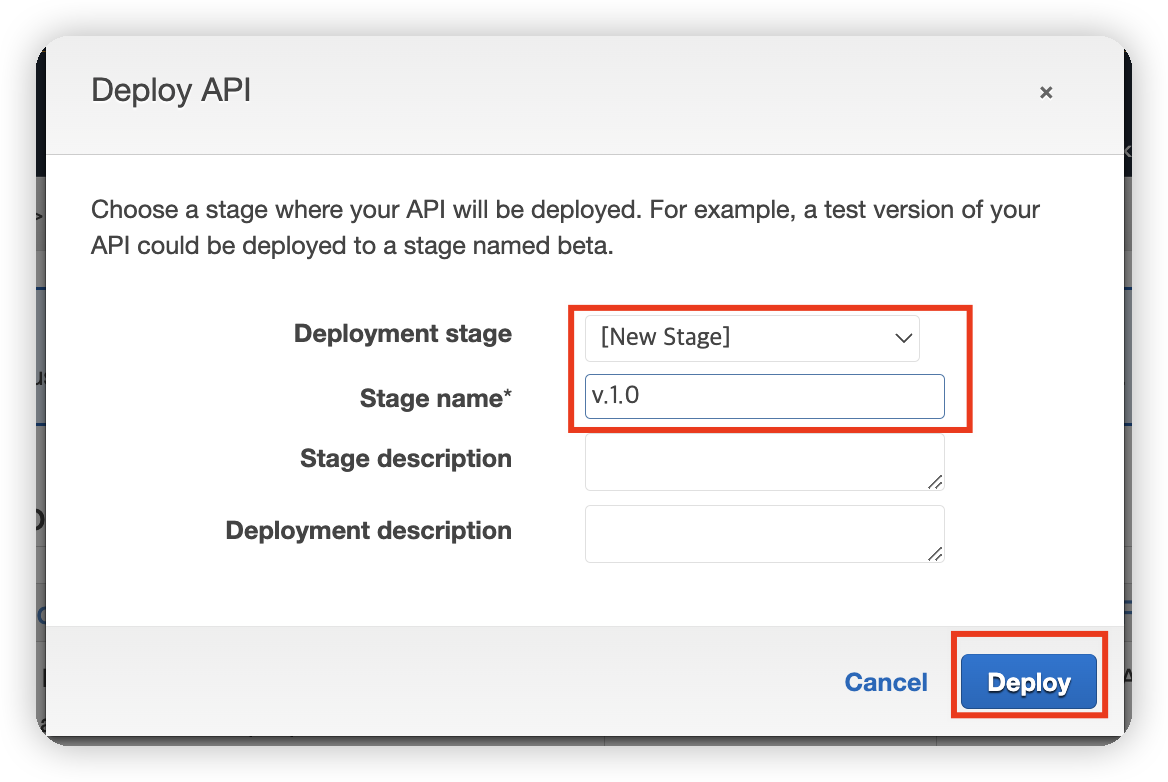 Deploy API
×
Choose a stage where your API will be deployed. For example, a test version of your
API could be deployed to a stage named beta.
Deployment stage [New Stage]
Stage name* v.1.0
Stage description
Deployment description
Cancel Deploy